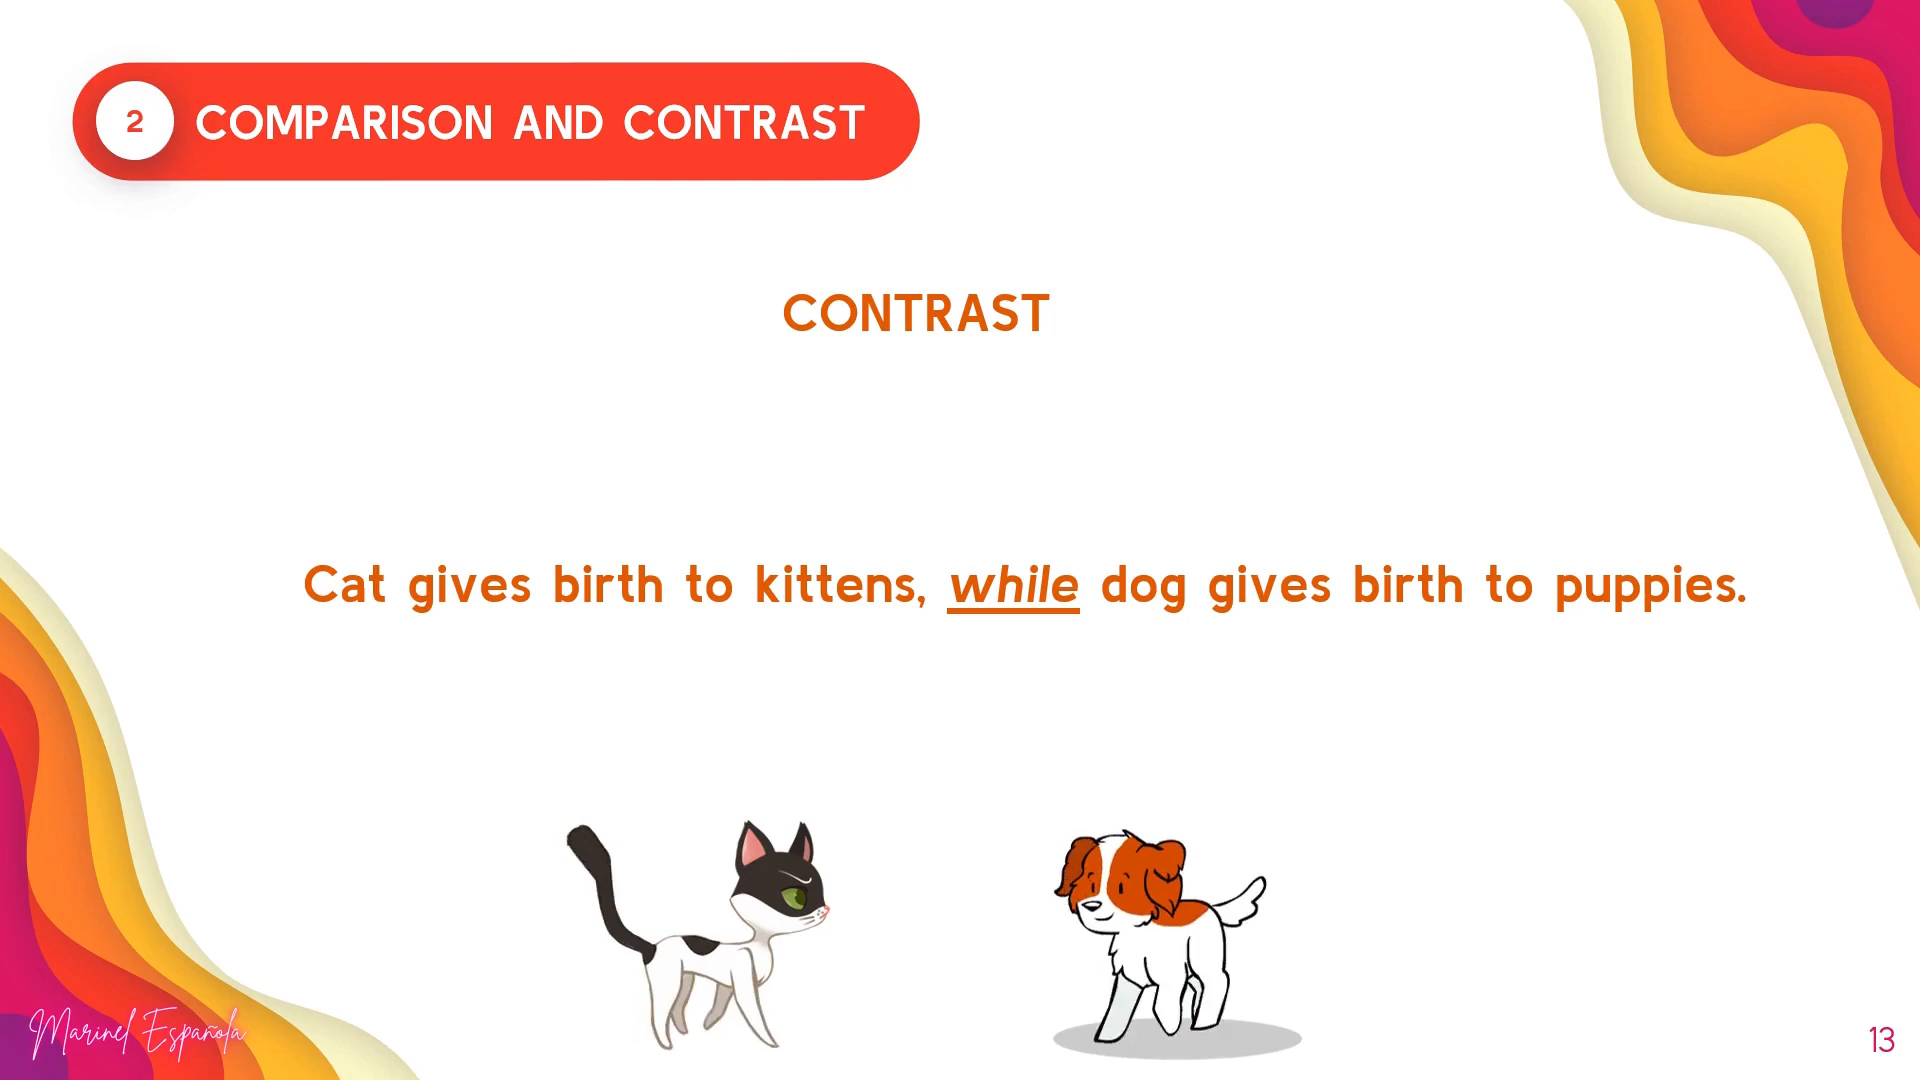 2 COMPARISON AND CONTRAST
CONTRAST
Cat gives birth to kittens, while dog gives birth to puppies.
Marinel Española
13